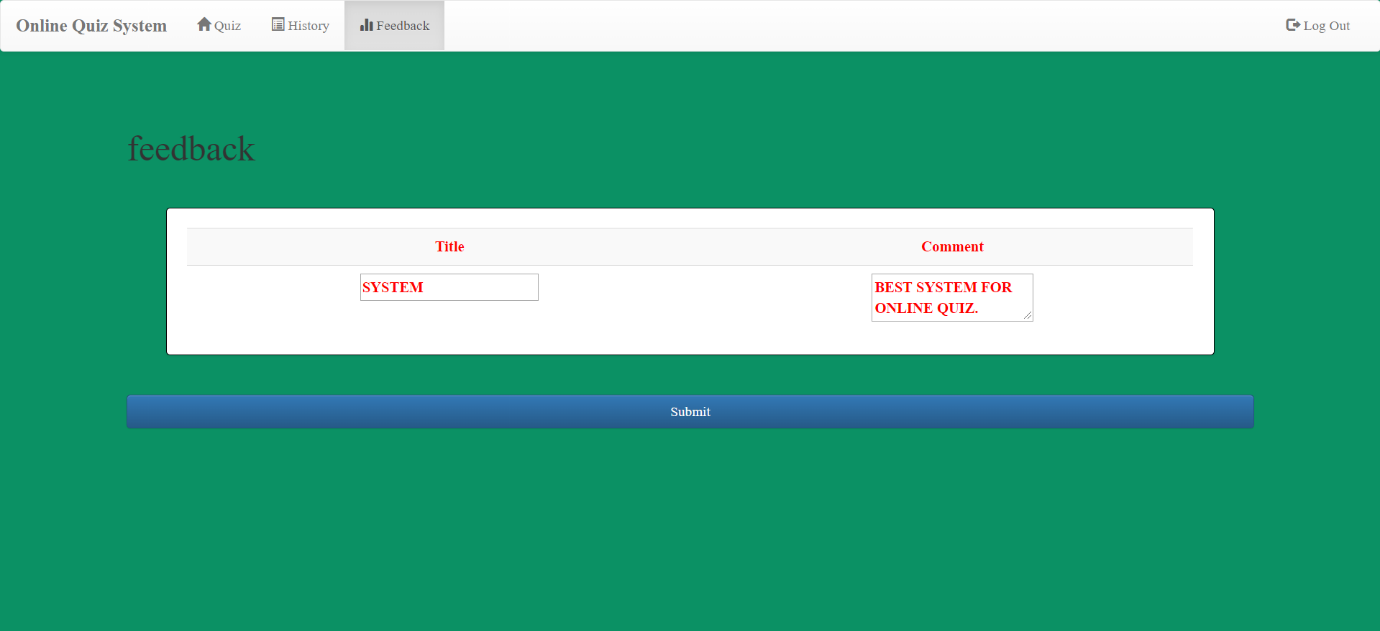 Online Quiz System Quiz History Feedback Log Out
feedback
Title Comment
SYSTEM BEST SYSTEM FOR
ONLINE QUIZ.
Submit